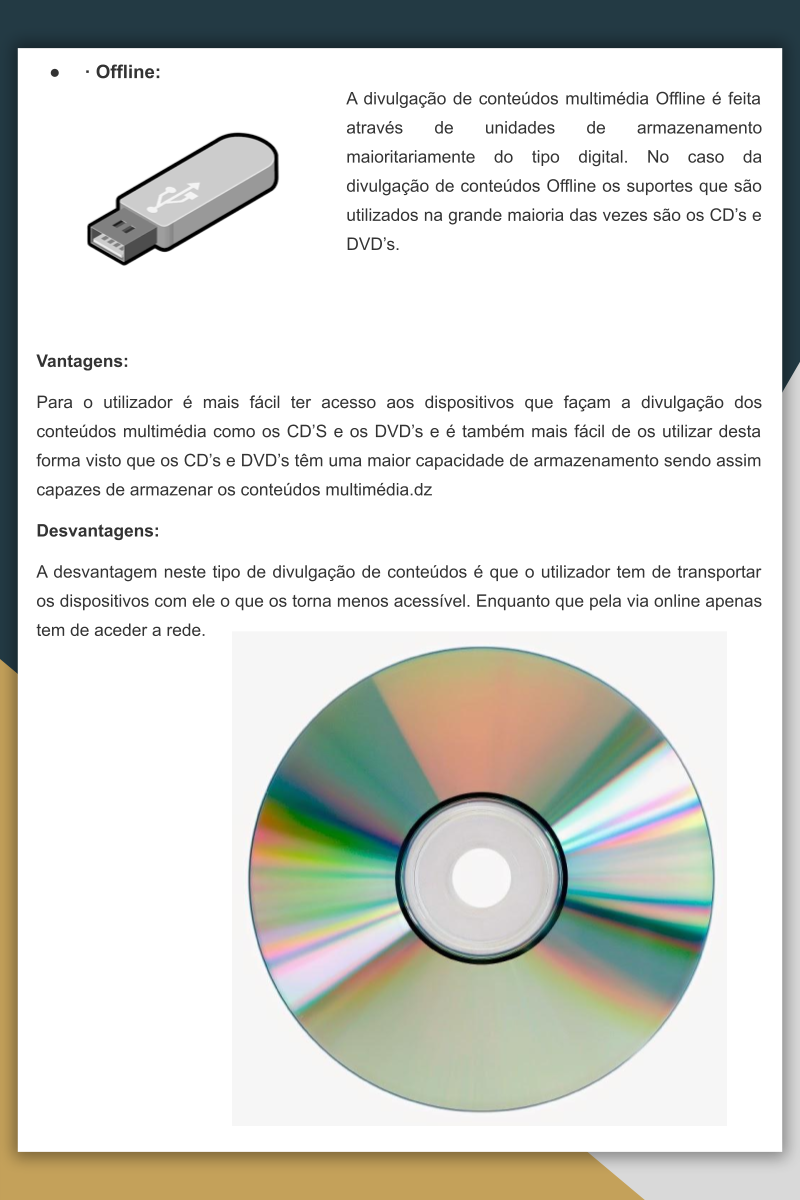 ● · Offline:
A divulgação de conteúdos multimédia Offline é feita
através de unidades de armazenamento
maioritariamente do tipo digital. No caso da
divulgação de conteúdos Offline os suportes que são
utilizados na grande maioria das vezes são os CD’s e
DVD’s.
Vantagens:
Para o utilizador é mais fácil ter acesso aos dispositivos que façam a divulgação dos
conteúdos multimédia como os CD’S e os DVD’s e é também mais fácil de os utilizar desta
forma visto que os CD’s e DVD’s têm uma maior capacidade de armazenamento sendo assim
capazes de armazenar os conteúdos multimédia.dz
Desvantagens:
A desvantagem neste tipo de divulgação de conteúdos é que o utilizador tem de transportar
os dispositivos com ele o que os torna menos acessível. Enquanto que pela via online apenas
tem de aceder a rede.